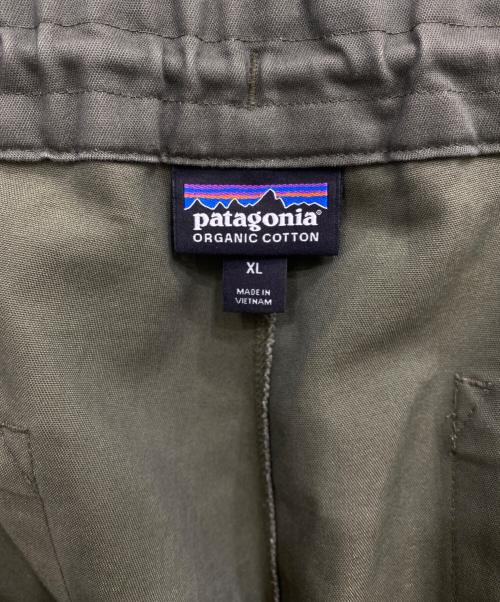 patagonia®
ORGANIC COTTON
XL
MADE IN
VIETNAM